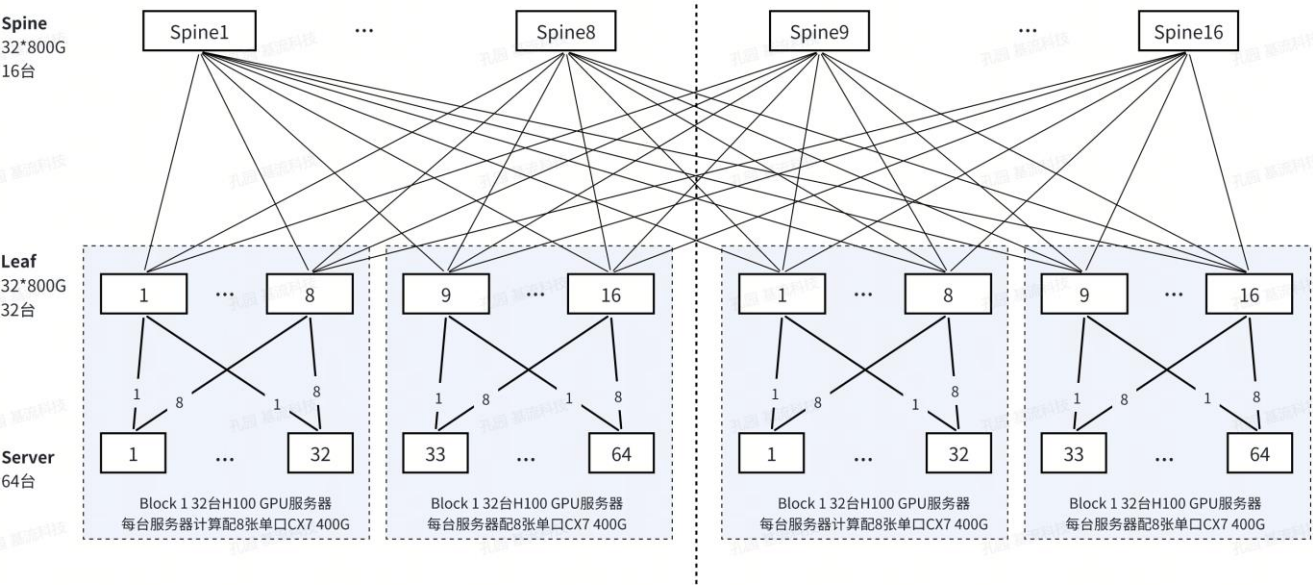 Spine
32*800G
16台
Spine1
...
Spine8
Spine9
...
Spine16
Leaf
32*800G
32台
1
...
8
9
...
16
1
...
8
9
...
16
1
8
1
8
1
8
1
8
1
8
1
8
1
8
1
8
Server
64台
1
...
32
33
...
64
1
...
32
33
...
64
Block 1 32台H100 GPU服务器
每台服务器计算配8张单口CX7 400G
Block 1 32台H100 GPU服务器
每台服务器配8张单口CX7 400G
Block 1 32台H100 GPU服务器
每台服务器计算配8张单口CX7 400G
Block 1 32台H100 GPU服务器
每台服务器配8张单口CX7 400G
孔园 基流科技